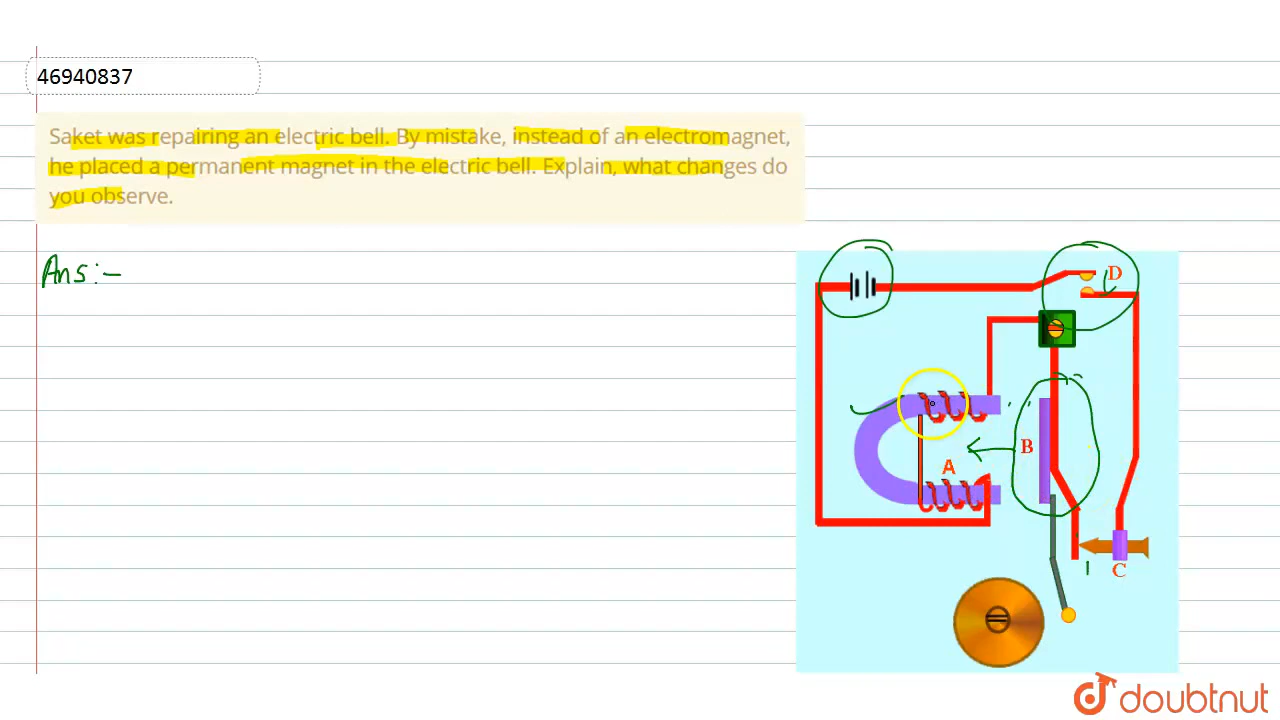 46940837
Saket was repairing an electric bell. By mistake, instead of an electromagnet,
he placed a permanent magnet in the electric bell. Explain, what changes do
you observe.
Ans:-
D
B
A
C
doubtnut